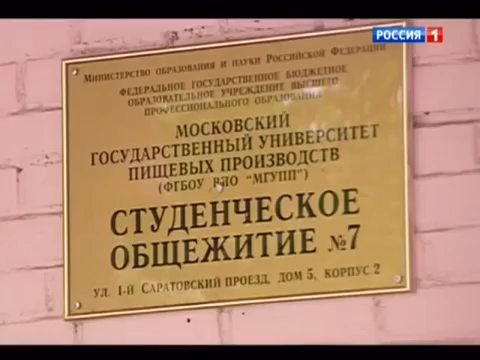 РОССИЯ 1
Министерство образования и науки Российской Федерации
федеральное государственное бюджетное
образовательное учреждение высшего
профессионального образования
МОСКОВСКИЙ
ГОСУДАРСТВЕННЫЙ УНИВЕРСИТЕТ
ПИЩЕВЫХ ПРОИЗВОДСТВ
(ФГБОУ ВПО "МГУПП")
СТУДЕНЧЕСКОЕ
ОБЩЕЖИТИЕ №7
ул. 1-й Саратовский проезд, дом 5, корпус 2